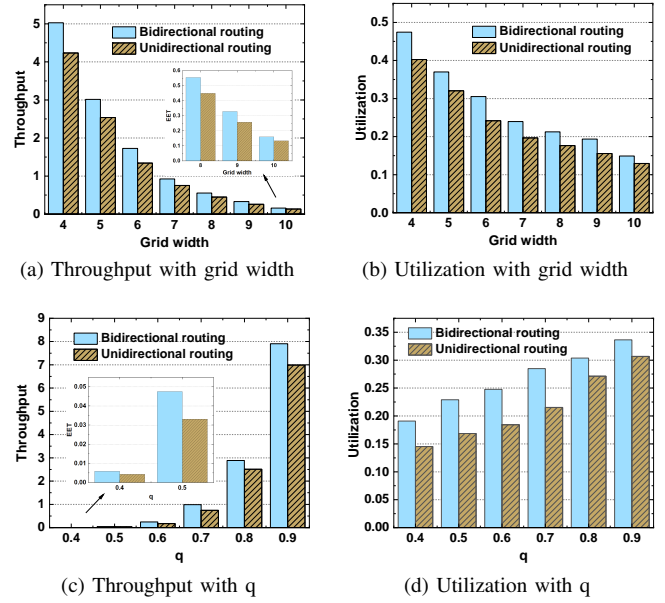 5
4
3
2
1
0
Throughput
Bidirectional routing
Unidirectional routing
0.6
0.5
0.4
0.3
0.2
0.1
0.0
EET
8 9 10
Grid width
4 5 6 7 8 9 10
Grid width
(a) Throughput with grid width
0.5
0.4
0.3
0.2
0.1
0.0
Utilization
Bidirectional routing
Unidirectional routing
4 5 6 7 8 9 10
Grid width
(b) Utilization with grid width
9
8
7
6
5
4
3
2
1
0
Throughput
Bidirectional routing
Unidirectional routing
0.05
0.04
0.03
0.02
0.01
0.00
EET
0.4 0.5
q
0.4 0.5 0.6 0.7 0.8 0.9
q
(c) Throughput with q
0.35
0.30
0.25
0.20
0.15
0.10
0.05
0.00
Utilization
Bidirectional routing
Unidirectional routing
0.4 0.5 0.6 0.7 0.8 0.9
q
(d) Utilization with q